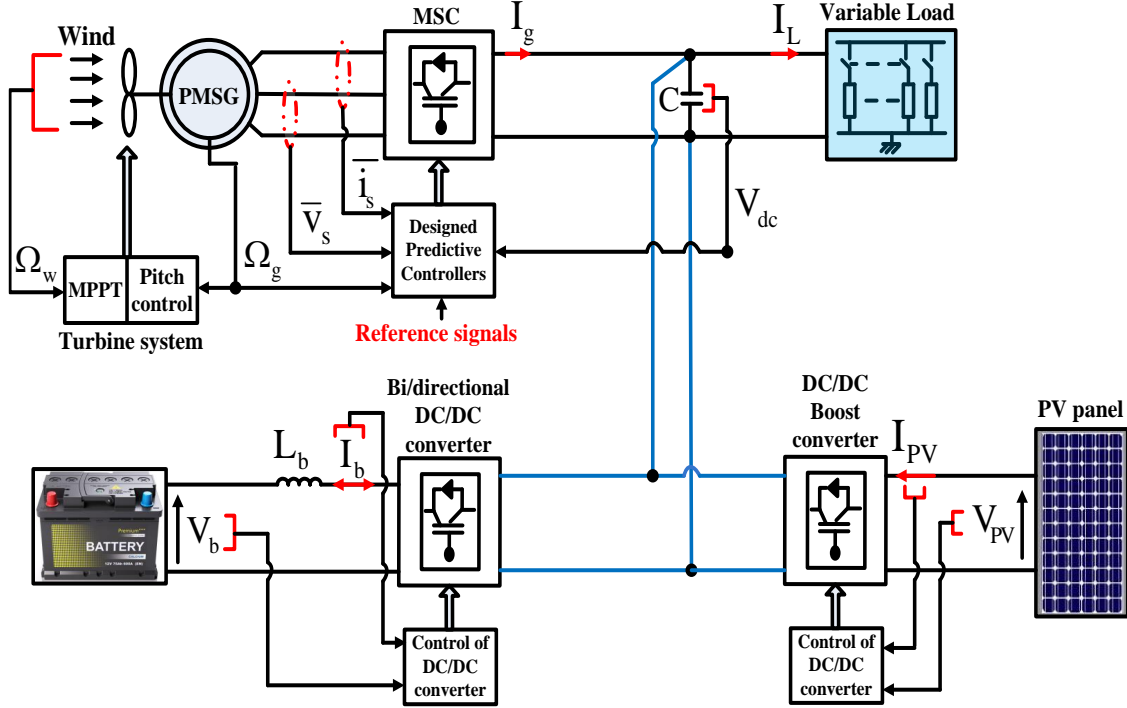 MSC
I_g
I_L
Variable Load
Wind
PMSG
C
i_s
v_s
V_dc
Ω_w
Ω_g
Designed
Predictive
Controllers
MPPT
Pitch
control
Turbine system
Reference signals
Bi/directional
DC/DC
converter
DC/DC
Boost
converter
PV panel
L_b
I_b
I_PV
V_b
V_PV
Premium
BATTERY
Control of
DC/DC
converter
Control of
DC/DC
converter